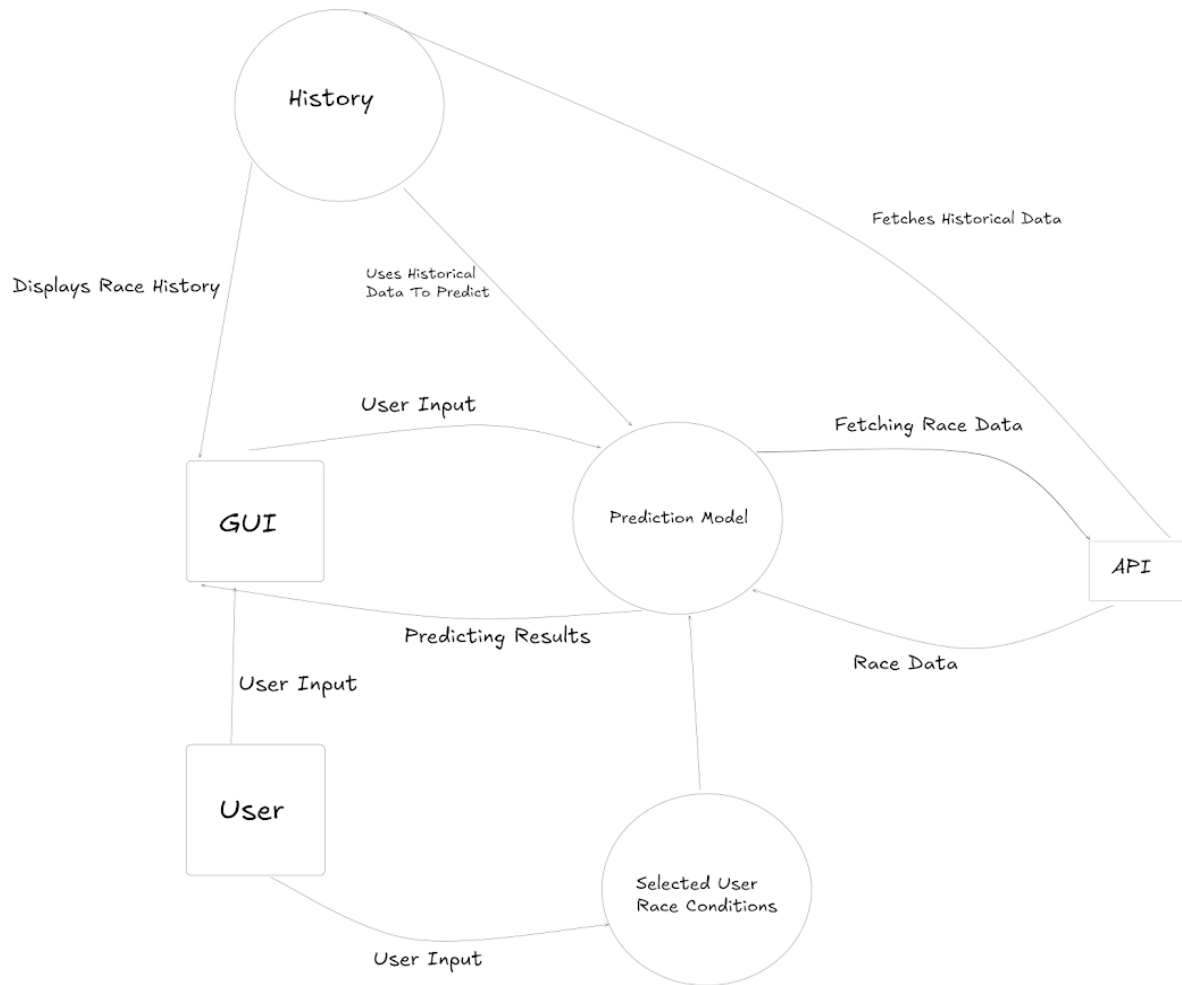 History
Fetches Historical Data
Displays Race History
Uses Historical
Data To Predict
User Input
Fetching Race Data
GUI
Prediction Model
API
Predicting Results
Race Data
User Input
User
Selected User
Race Conditions
User Input